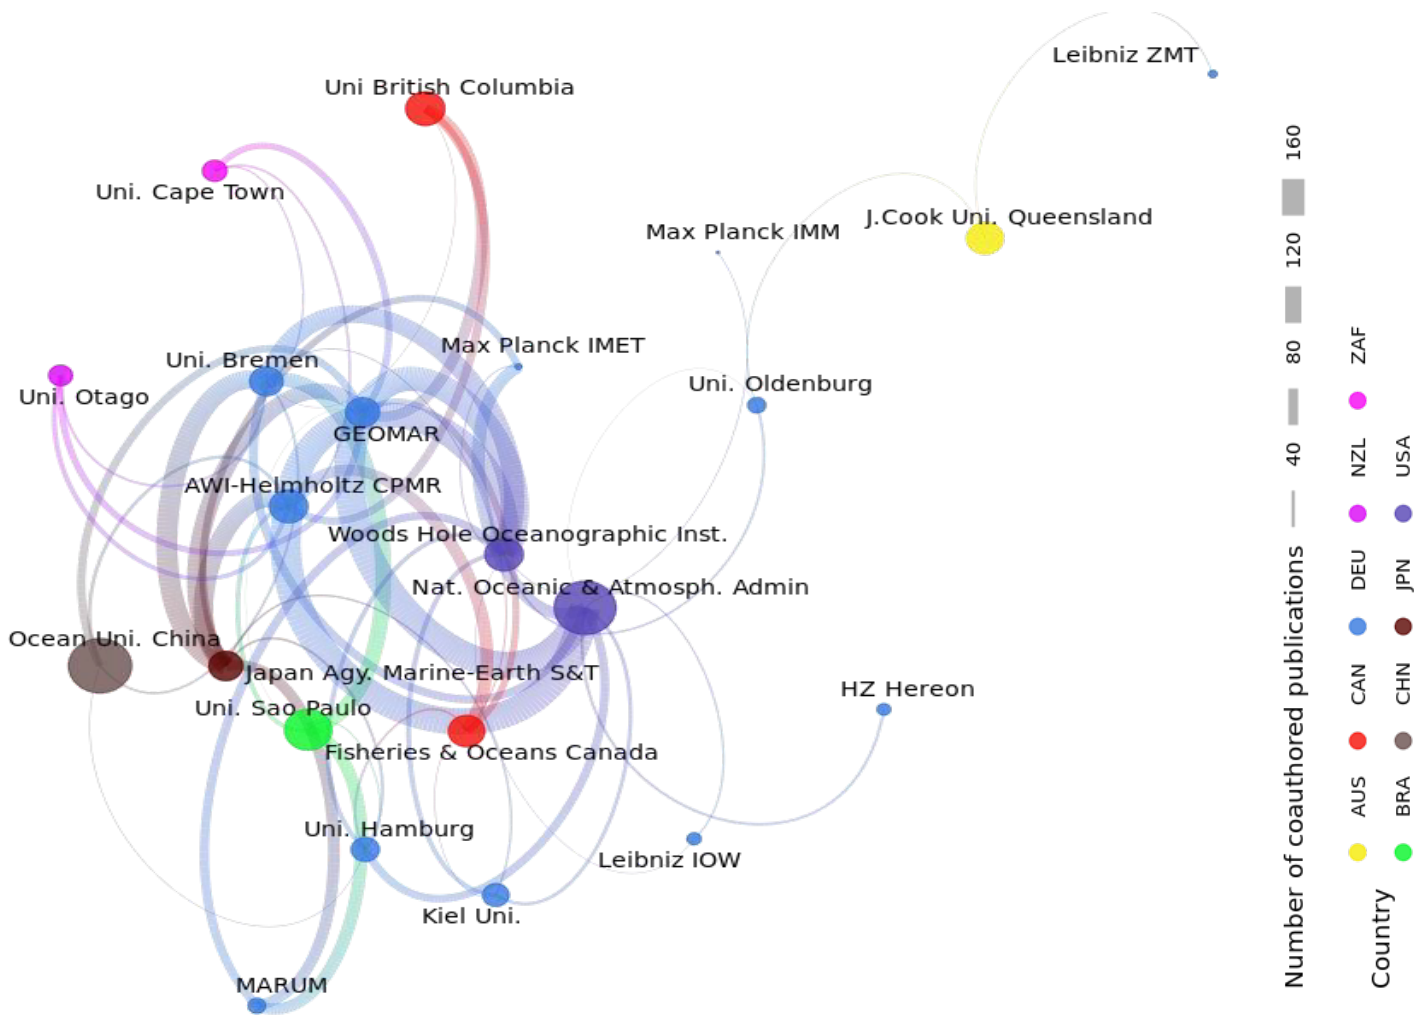 Leibniz ZMT
Uni British Columbia
Uni. Cape Town
J.Cook Uni. Queensland
Max Planck IMM
Max Planck IMET
Uni. Bremen
Uni. Oldenburg
Uni. Otago
GEOMAR
AWI-Helmholtz CPMR
Woods Hole Oceanographic Inst.
Nat. Oceanic & Atmosph. Admin
Ocean Uni. China
Japan Agy. Marine-Earth S&T
HZ Hereon
Uni. Sao Paulo
Fisheries & Oceans Canada
Uni. Hamburg
Leibniz IOW
Kiel Uni.
MARUM
Number of coauthored publications 40 80 120 160
Country
AUS CAN DEU NZL ZAF
BRA CHN JPN USA